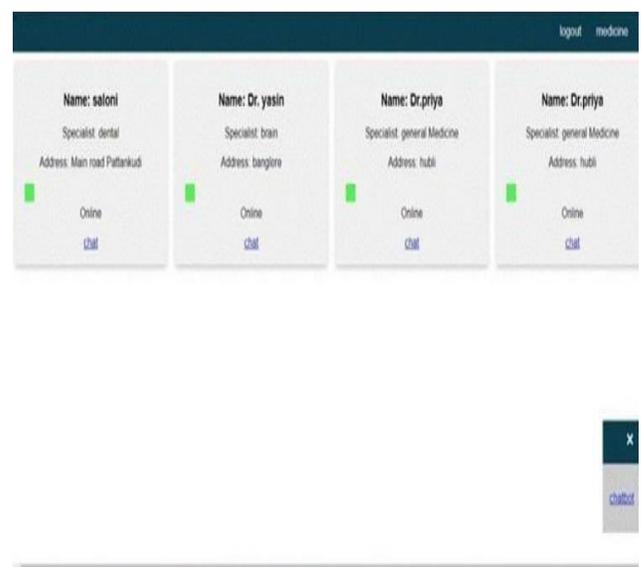 logout medicine
Name: saloni
Specialist: dental
Address: Main road Pattankudi
Online
chat
Name: Dr. yasin
Specialist: brain
Address: banglore
Online
chat
Name: Dr.priya
Specialist: general Medicine
Address: hubli
Online
chat
Name: Dr.priya
Specialist: general Medicine
Address: hubli
Online
chat
X
chatbot